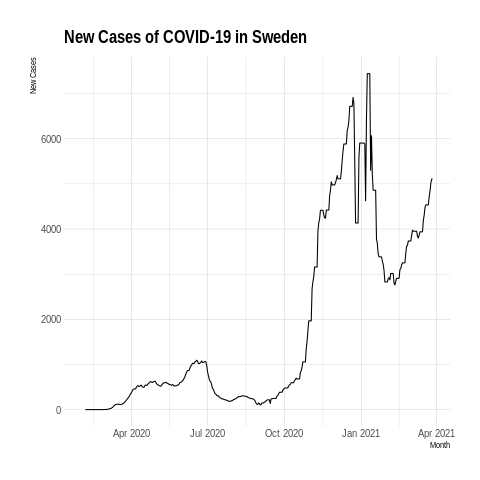 New Cases of COVID-19 in Sweden
New Cases
6000
4000
2000
0
Apr 2020 Jul 2020 Oct 2020 Jan 2021 Apr 2021
Month